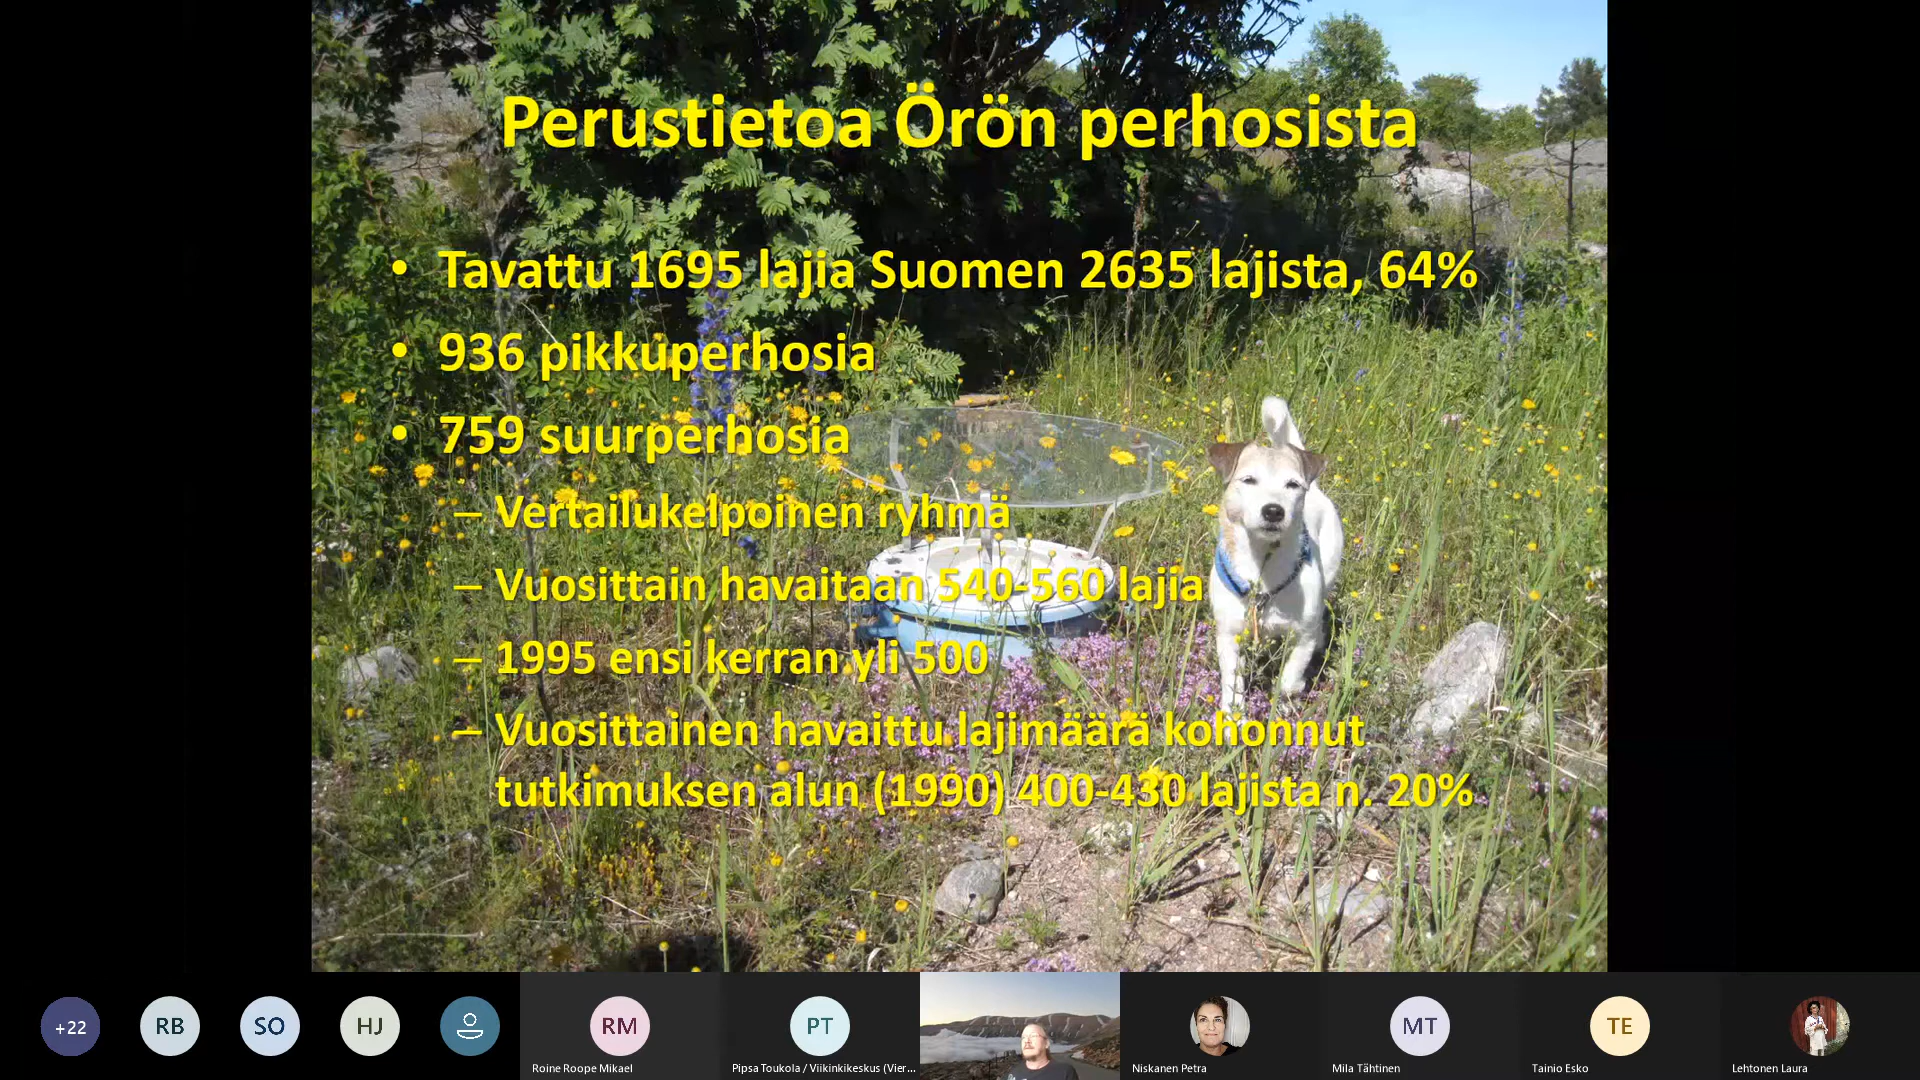 Perustietoa Örön perhosista
• Tavattu 1695 lajia Suomen 2635 lajista, 64%
• 936 pikkuperhosia
• 759 suurperhosia
– Vertailukelpoinen ryhmä
– Vuosittain havaitaan 540-560 lajia
– 1995 ensi kerran yli 500
– Vuosittainen havaittu lajimäärä kohonnut
tutkimuksen alun (1990) 400-430 lajista n. 20%
+22
RB
SO
HJ
RM
PT
MT
TE
Roine Roope Mikael
Pipsa Toukola / Viikinkikeskus (Vier...
Niskanen Petra
Mila Tähtinen
Tainio Esko
Lehtonen Laura